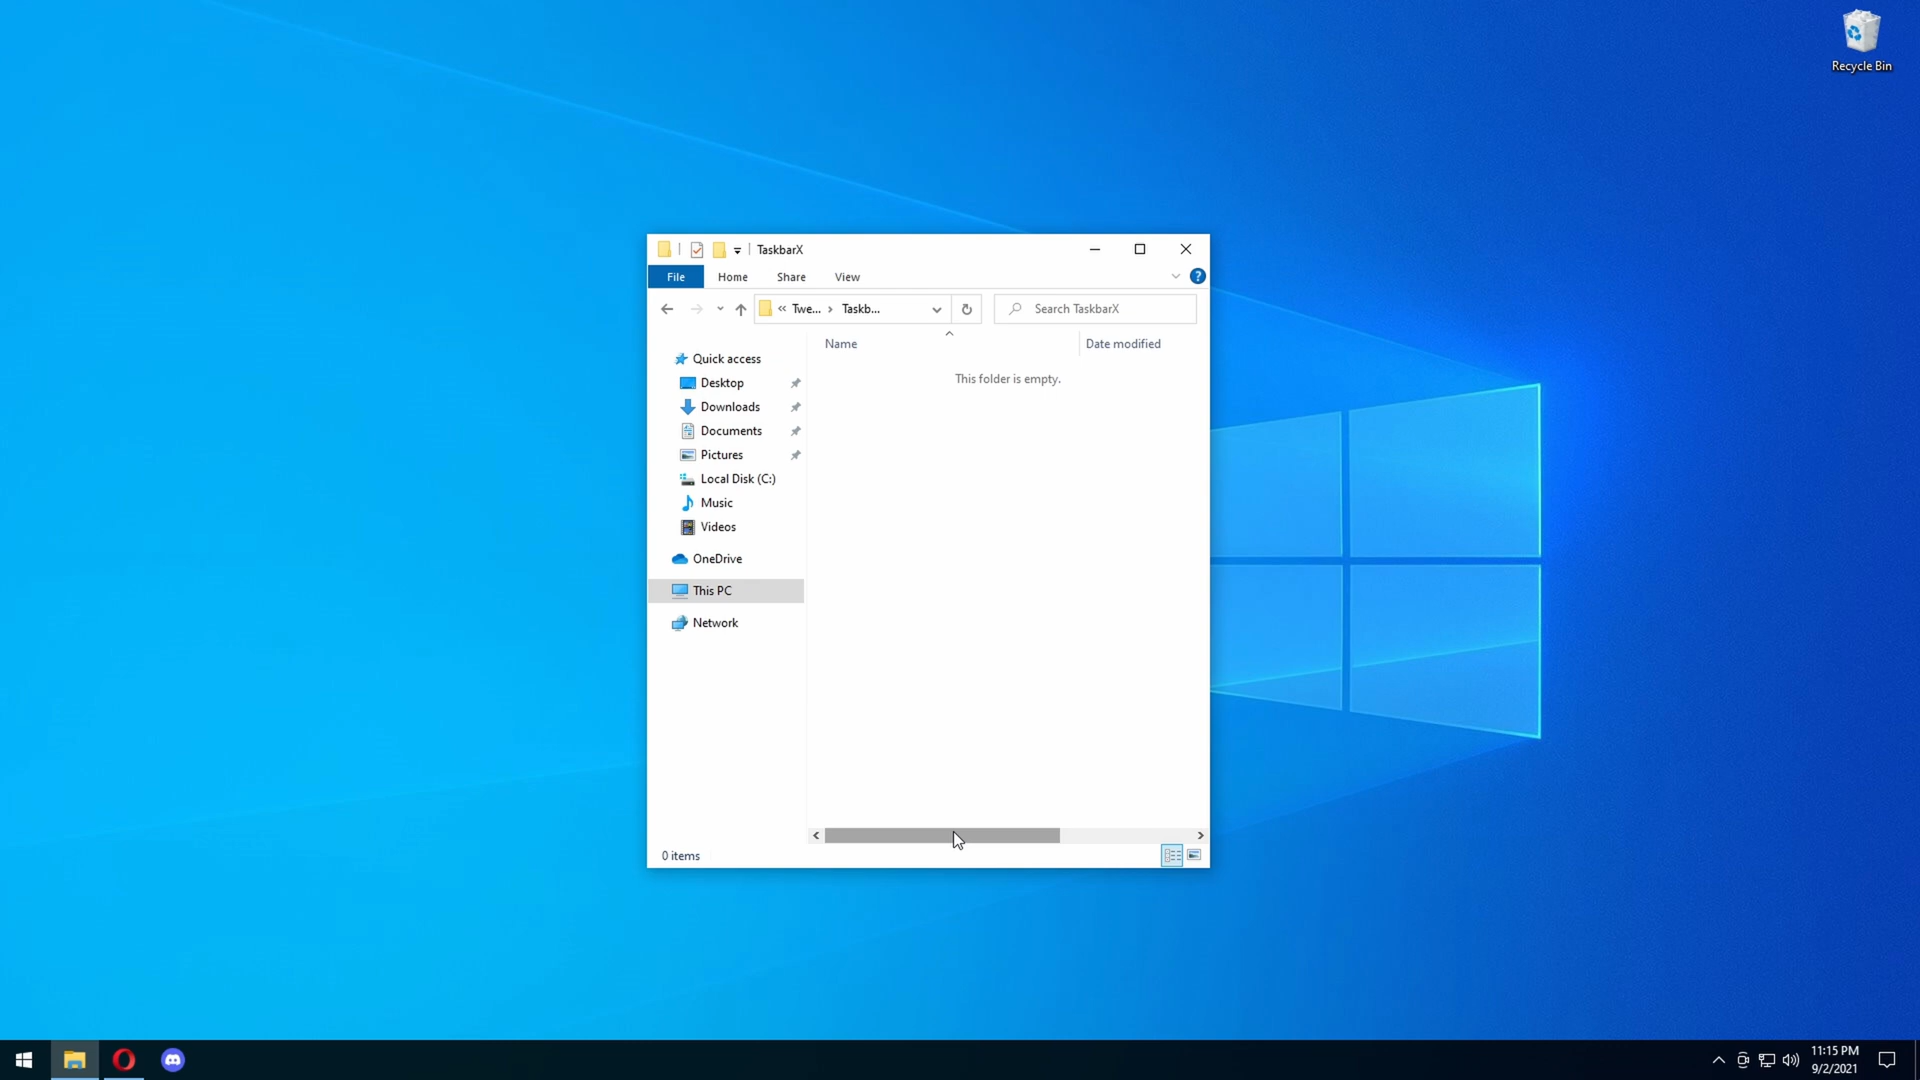 Recycle Bin
TaskbarX
File Home Share View
« Twe... › Taskb... Search TaskbarX
Name Date modified
This folder is empty.
Quick access
Desktop
Downloads
Documents
Pictures
Local Disk (C:)
Music
Videos
OneDrive
This PC
Network
0 items
11:15 PM
9/2/2021